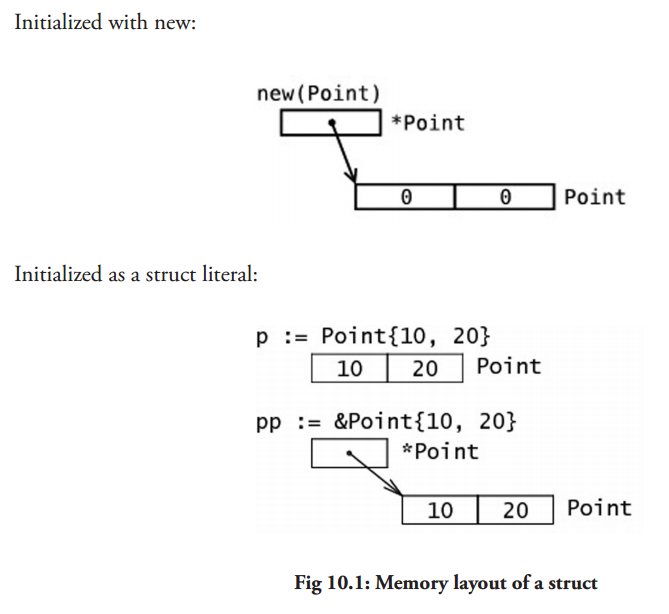 Initialized with new:
new(Point)
*Point
0 0 Point
Initialized as a struct literal:
p := Point{10, 20}
10 20 Point
pp := &Point{10, 20}
*Point
10 20 Point
Fig 10.1: Memory layout of a struct